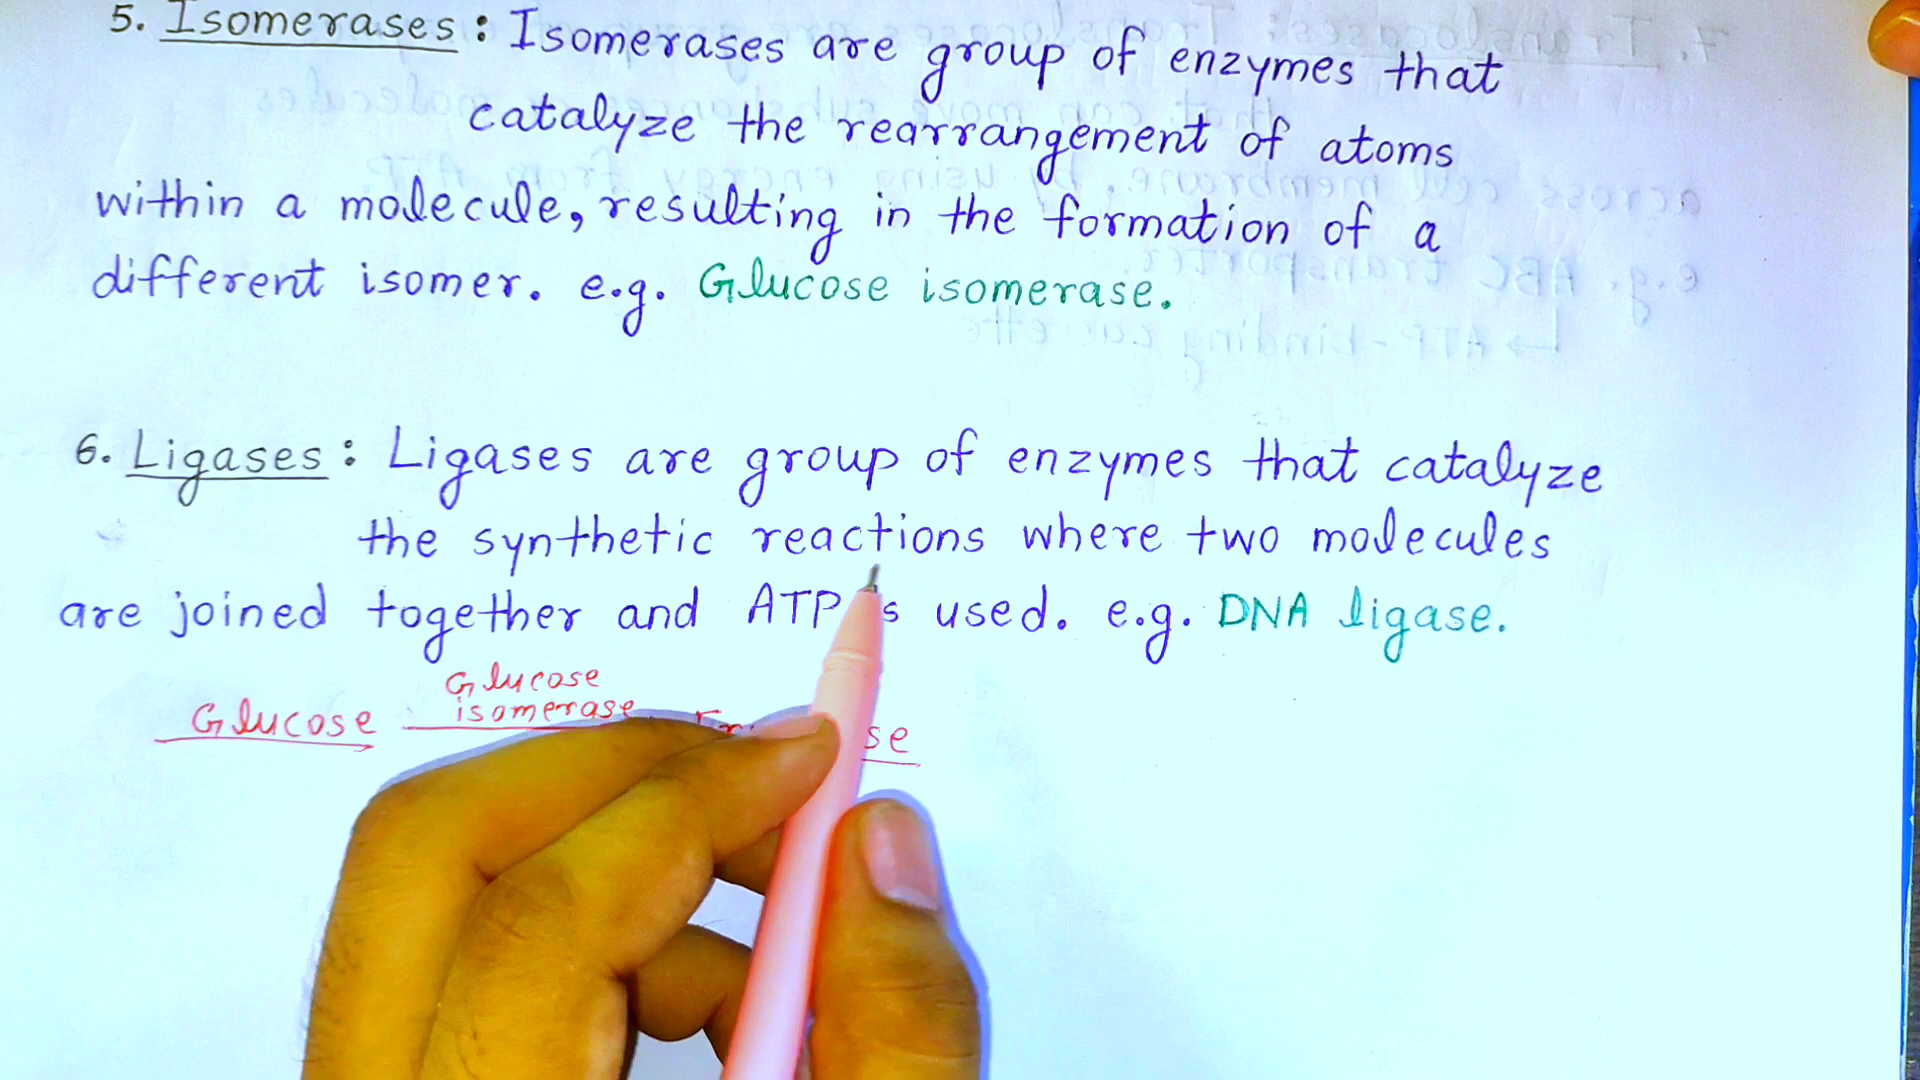 5. Isomerases : Isomerases are group of enzymes that
catalyze the rearrangement of atoms
within a molecule, resulting in the formation of a
different isomer. e.g. Glucose isomerase.
6. Ligases : Ligases are group of enzymes that catalyze
the synthetic reactions where two molecules
are joined together and ATP s used. e.g. DNA ligase.
Glucose
isomerase
Glucose se